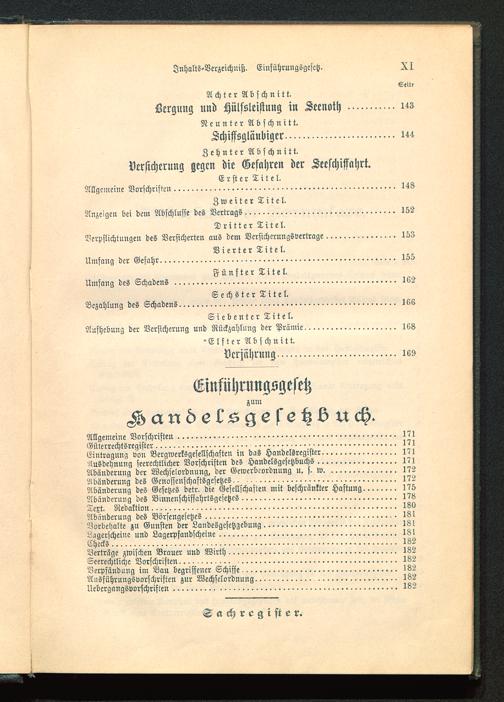 Inhalts-Verzeichniß. Einführungsgesetz. XI
Seite
Achter Abschnitt.
Bergung und Hülfsleistung in Seenoth .......... 143
Neunter Abschnitt.
Schiffsgläubiger.......... 144
Zehnter Abschnitt.
Versicherung gegen die Gefahren der Seeschiffahrt.
Erster Titel.
Allgemeine Vorschriften .......... 148
Zweiter Titel.
Anzeigen bei dem Abschlusse des Vertrags .......... 152
Dritter Titel.
Verpflichtungen des Versicherten aus dem Versicherungsvertrage .......... 153
Vierter Titel.
Umfang der Gefahr .......... 155
Fünfter Titel.
Umfang des Schadens .......... 162
Sechster Titel.
Bezahlung des Schadens .......... 166
Siebenter Titel.
Aufhebung der Versicherung und Rückzahlung der Prämie .......... 168
Elfter Abschnitt.
Verjährung .......... 169
Einführungsgesetz
zum
Handelsgesetzbuch.
Allgemeine Vorschriften .......... 171
Güterrechtsregister .......... 171
Eintragung von Bergwerksgesellschaften in das Handelsregister .......... 171
Ausdehnung seerechtlicher Vorschriften des Handelsgesetzbuchs .......... 171
Abänderung der Wechselordnung, der Gewerbeordnung u. s. w. .......... 172
Abänderung des Genossenschaftsgesetzes .......... 172
Abänderung des Gesetzes betr. die Gesellschaften mit beschränkter Haftung .......... 175
Abänderung des Binnenschiffahrtsgesetzes .......... 178
Text. Redaktion .......... 180
Abänderung des Börsengesetzes .......... 181
Vorbehalte zu Gunsten der Landesgesetzgebung .......... 181
Lagerscheine und Lagerpfandscheine .......... 181
Checks .......... 182
Verträge zwischen Brauer und Wirth .......... 182
Seerechtliche Vorschriften .......... 182
Verpfändung im Bau begriffener Schiffe .......... 182
Ausführungsvorschriften zur Wechselordnung .......... 182
Uebergangsvorschriften .......... 182
Sachregister.